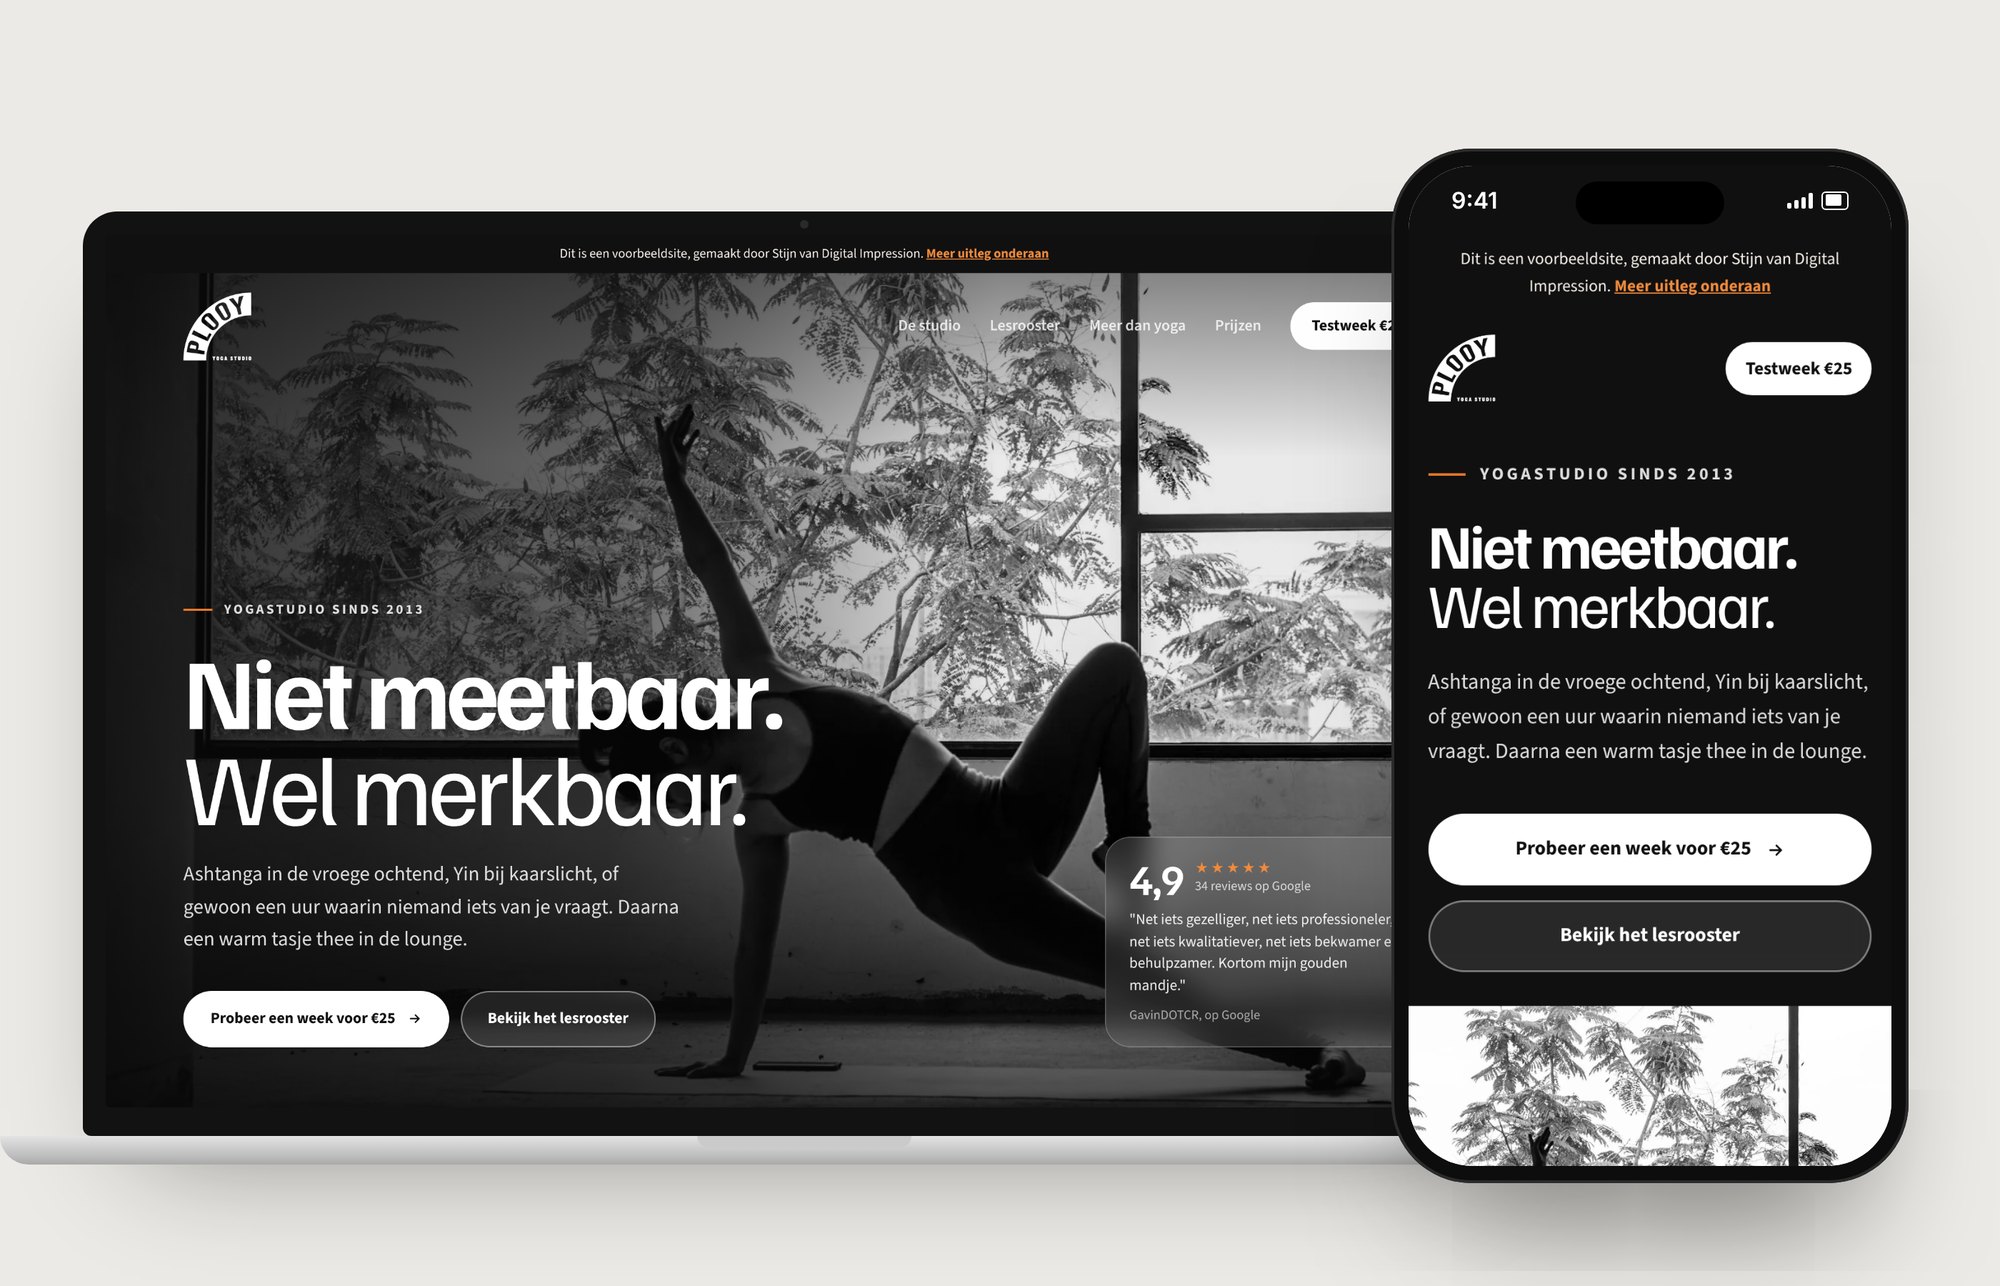 Dit is een voorbeeldsite, gemaakt door Stijn van Digital Impression. Meer uitleg onderaan
PLOOY
YOGA STUDIO
De studio
Lesrooster
Meer dan yoga
Prijzen
Testweek
YOGASTUDIO SINDS 2013
Niet meetbaar.
Wel merkbaar.
Ashtanga in de vroege ochtend, Yin bij kaarslicht, of
gewoon een uur waarin niemand iets van je vraagt. Daarna
een warm tasje thee in de lounge.
Probeer een week voor €25 →
Bekijk het lesrooster
4,9 ★★★★★
34 reviews op Google
"Net iets gezelliger, net iets professioneler,
net iets kwalitatiever, net iets bekwamer
behulpzamer. Kortom mijn gouden
mandje."
GavinDOTCR, op Google
9:41
Dit is een voorbeeldsite, gemaakt door Stijn van Digital
Impression. Meer uitleg onderaan
PLOOY
YOGA STUDIO
Testweek €25
YOGASTUDIO SINDS 2013
Niet meetbaar.
Wel merkbaar.
Ashtanga in de vroege ochtend, Yin bij kaarslicht,
of gewoon een uur waarin niemand iets van je
vraagt. Daarna een warm tasje thee in de lounge.
Probeer een week voor €25 →
Bekijk het lesrooster